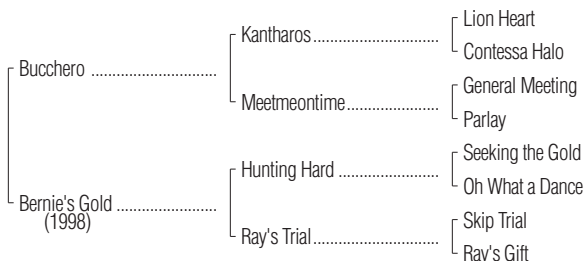 Lion Heart
Kantharos
Contessa Halo
Bucchero
General Meeting
Meetmeontime
Parlay
Seeking the Gold
Hunting Hard
Oh What a Dance
Bernie's Gold
(1998)
Skip Trial
Ray's Trial
Ray's Gift